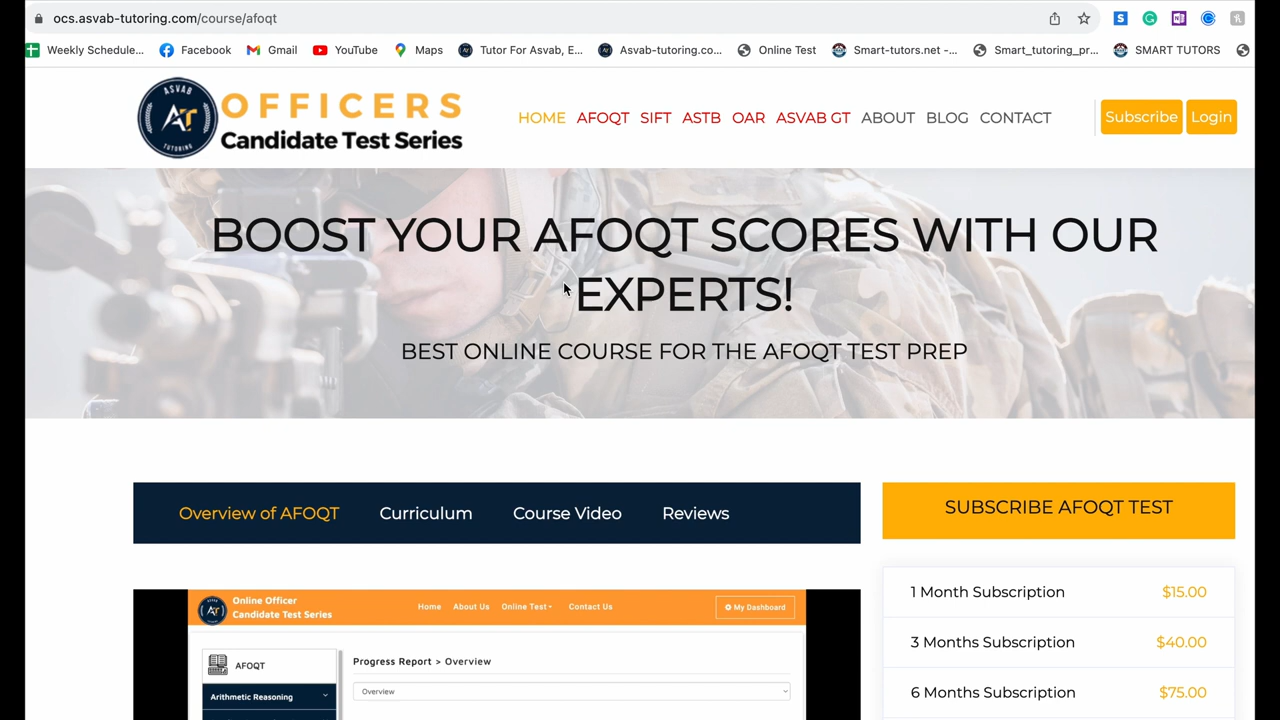 ocs.asvab-tutoring.com/course/afoqt
Weekly Schedule... Facebook Gmail YouTube Maps Tutor For Asvab, E... Asvab-tutoring.co... Online Test Smart-tutors.net -... Smart_tutoring_pr... SMART TUTORS
ASVAB
AT
TUTORING
OFFICERS
Candidate Test Series
HOME AFOQT SIFT ASTB OAR ASVAB GT ABOUT BLOG CONTACT
Subscribe Login
BOOST YOUR AFOQT SCORES WITH OUR
EXPERTS!
BEST ONLINE COURSE FOR THE AFOQT TEST PREP
Overview of AFOQT Curriculum Course Video Reviews
SUBSCRIBE AFOQT TEST
1 Month Subscription $15.00
3 Months Subscription $40.00
6 Months Subscription $75.00
AT
Online Officer
Candidate Test Series
Home About Us Online Test Contact Us
My Dashboard
AFOQT
Arithmetic Reasoning
Progress Report > Overview
Overview